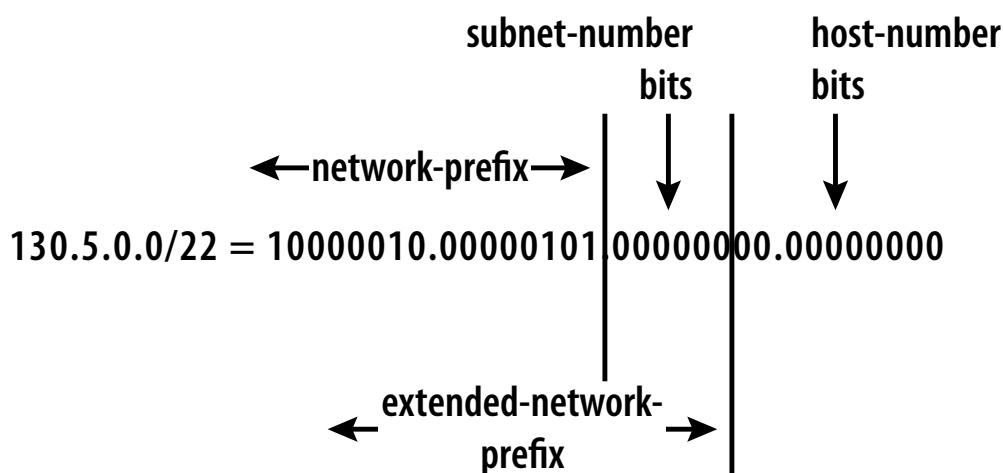 subnet-number
bits
host-number
bits
network-prefix
130.5.0.0/22 = 10000010.00000101.00000000.00000000
extended-network-
prefix